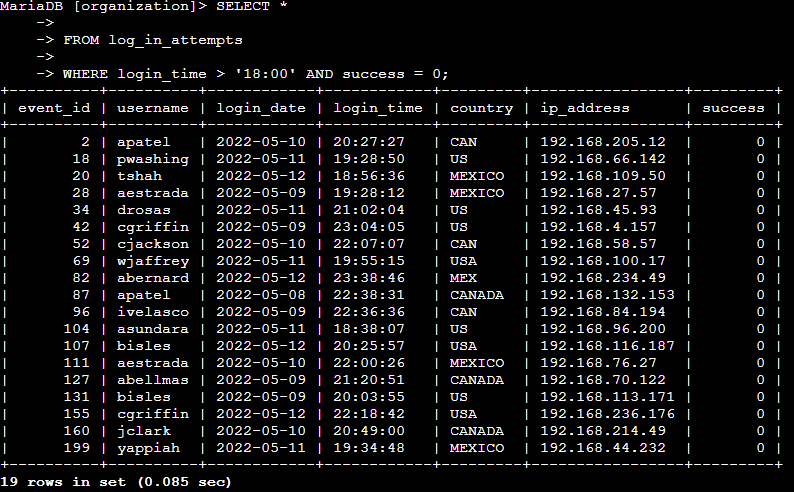 MariaDB [organization]> SELECT *
    ->
    -> FROM log_in_attempts
    ->
    -> WHERE login_time > '18:00' AND success = 0;
+----------+----------+------------+------------+---------+-----------------+---------+
| event_id | username | login_date | login_time | country | ip_address      | success |
+----------+----------+------------+------------+---------+-----------------+---------+
|        2 | apatel   | 2022-05-10 | 20:27:27   | CAN     | 192.168.205.12  |       0 |
|       18 | pwashing | 2022-05-11 | 19:28:50   | US      | 192.168.66.142  |       0 |
|       20 | tshah    | 2022-05-12 | 18:56:36   | MEXICO  | 192.168.109.50  |       0 |
|       28 | aestrada | 2022-05-09 | 19:28:12   | MEXICO  | 192.168.27.57   |       0 |
|       34 | drosas   | 2022-05-11 | 21:02:04   | US      | 192.168.45.93   |       0 |
|       42 | cgriffin | 2022-05-09 | 23:04:05   | US      | 192.168.4.157   |       0 |
|       52 | cjackson | 2022-05-10 | 22:07:07   | CAN     | 192.168.58.57   |       0 |
|       69 | wjaffrey | 2022-05-11 | 19:55:15   | USA     | 192.168.100.17  |       0 |
|       82 | abernard | 2022-05-12 | 23:38:46   | MEX     | 192.168.234.49  |       0 |
|       87 | apatel   | 2022-05-08 | 22:38:31   | CANADA  | 192.168.132.153 |       0 |
|       96 | ivelasco | 2022-05-09 | 22:36:36   | CAN     | 192.168.84.194  |       0 |
|      104 | asundara | 2022-05-11 | 18:38:07   | US      | 192.168.96.200  |       0 |
|      107 | bisles   | 2022-05-12 | 20:25:57   | USA     | 192.168.116.187 |       0 |
|      111 | aestrada | 2022-05-10 | 22:00:26   | MEXICO  | 192.168.76.27   |       0 |
|      127 | abellmas | 2022-05-09 | 21:20:51   | CANADA  | 192.168.70.122  |       0 |
|      131 | bisles   | 2022-05-09 | 20:03:55   | US      | 192.168.113.171 |       0 |
|      155 | cgriffin | 2022-05-12 | 22:18:42   | USA     | 192.168.236.176 |       0 |
|      160 | jclark   | 2022-05-10 | 20:49:00   | CANADA  | 192.168.214.49  |       0 |
|      199 | yappiah  | 2022-05-11 | 19:34:48   | MEXICO  | 192.168.44.232  |       0 |
+----------+----------+------------+------------+---------+-----------------+---------+
19 rows in set (0.085 sec)